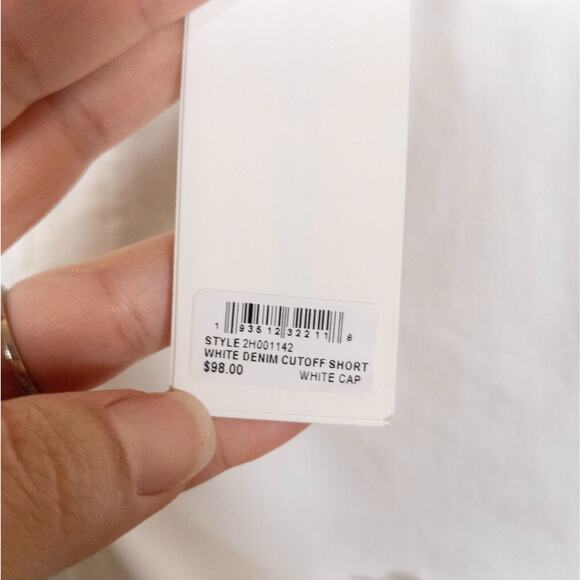 1 93512 32211 8
STYLE 2H001142
WHITE DENIM CUTOFF SHORT
$98.00 WHITE CAP